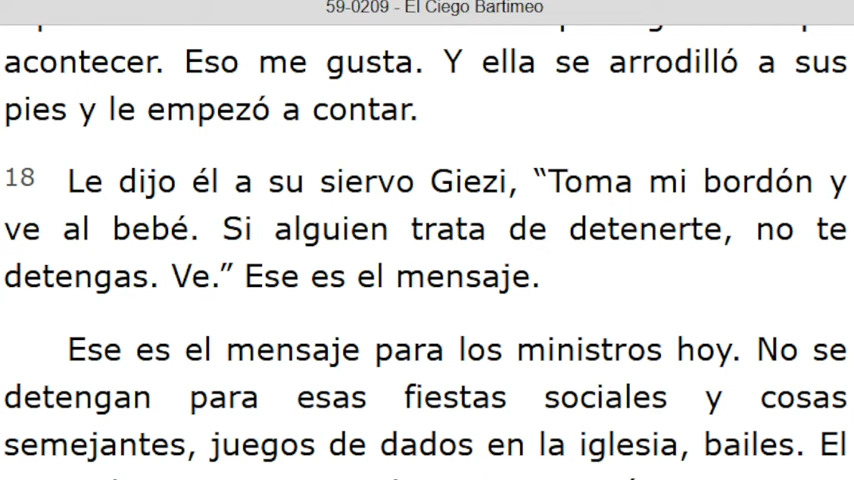 59-0209 - El Ciego Bartimeo
acontecer. Eso me gusta. Y ella se arrodilló a sus
pies y le empezó a contar.
18 Le dijo él a su siervo Giezi, “Toma mi bordón y
ve al bebé. Si alguien trata de detenerte, no te
detengas. Ve.” Ese es el mensaje.
Ese es el mensaje para los ministros hoy. No se
detengan para esas fiestas sociales y cosas
semejantes, juegos de dados en la iglesia, bailes. El